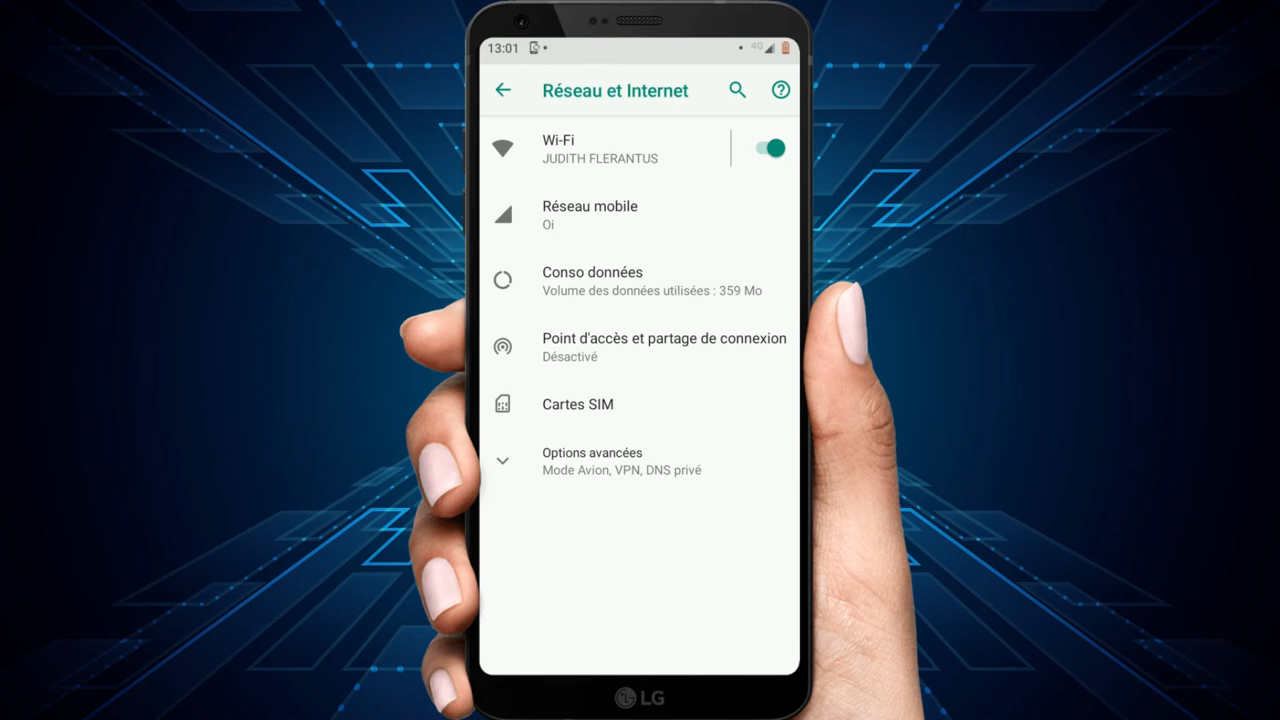 13:01
4G
Réseau et Internet
Wi-Fi
JUDITH FLERANTUS
Réseau mobile
Oi
Conso données
Volume des données utilisées : 359 Mo
Point d'accès et partage de connexion
Désactivé
Cartes SIM
Options avancées
Mode Avion, VPN, DNS privé
LG